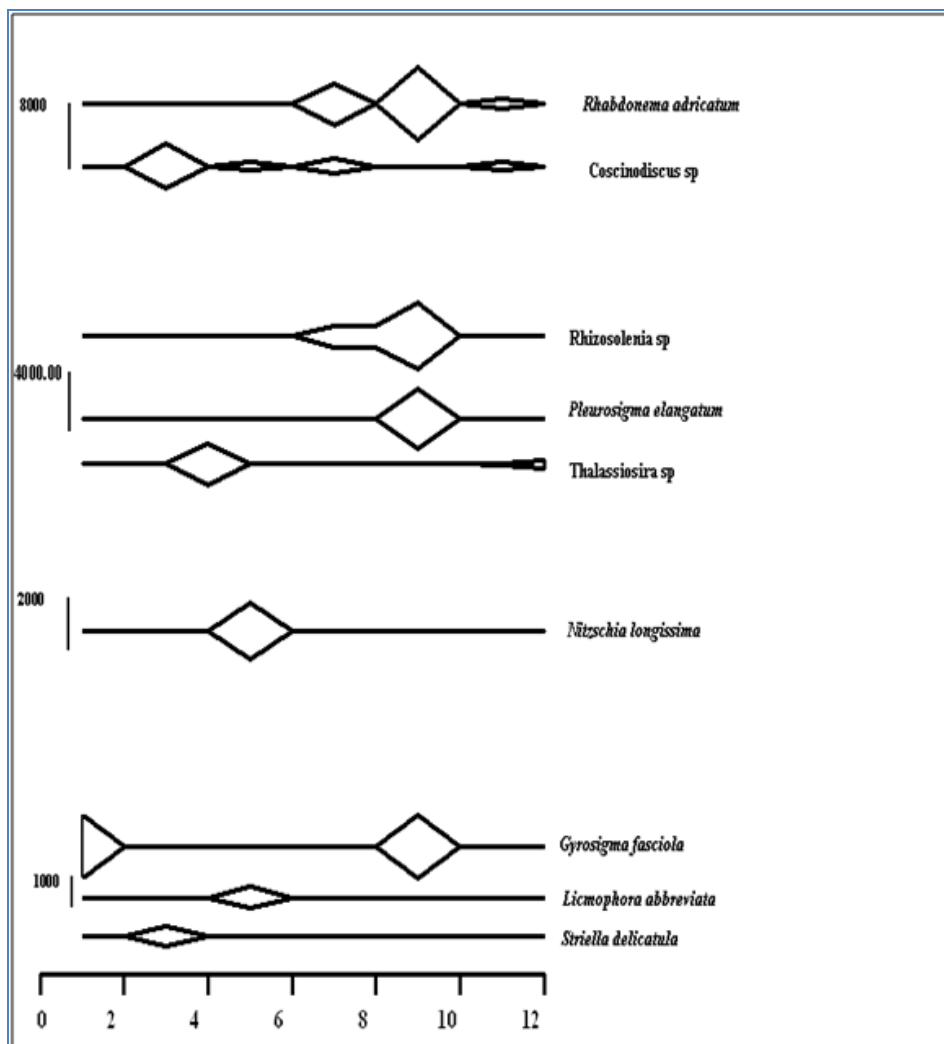 8000
Rhabdonema adricatum
Coscinodiscus sp
Rhizosolenia sp
4000.00
Pleurosigma elangatum
Thalassiosira sp
2000
Nitzschia longissima
Gyrosigma fasciola
1000
Licmophora abbreviata
Striella delicatula
0 2 4 6 8 10 12